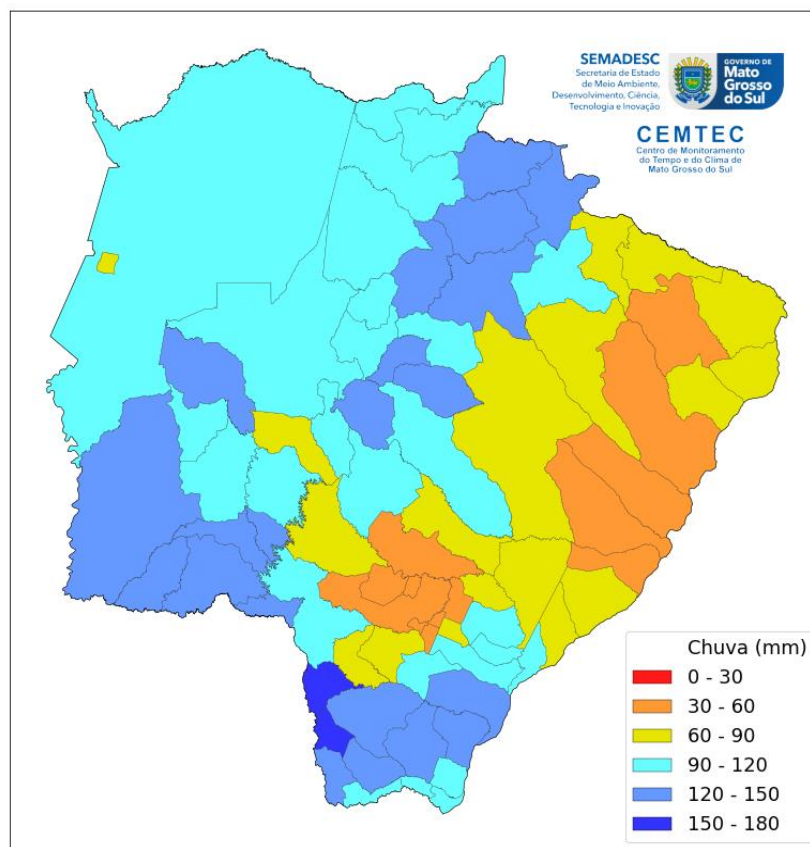 SEMADESC
Secretaria de Estado
de Meio Ambiente,
Desenvolvimento, Ciência,
Tecnologia e Inovação
GOVERNO DE
Mato
Grosso
do Sul
CEMTEC
Centro de Monitoramento
do Tempo e do Clima de
Mato Grosso do Sul
Chuva (mm)
0 - 30
30 - 60
60 - 90
90 - 120
120 - 150
150 - 180